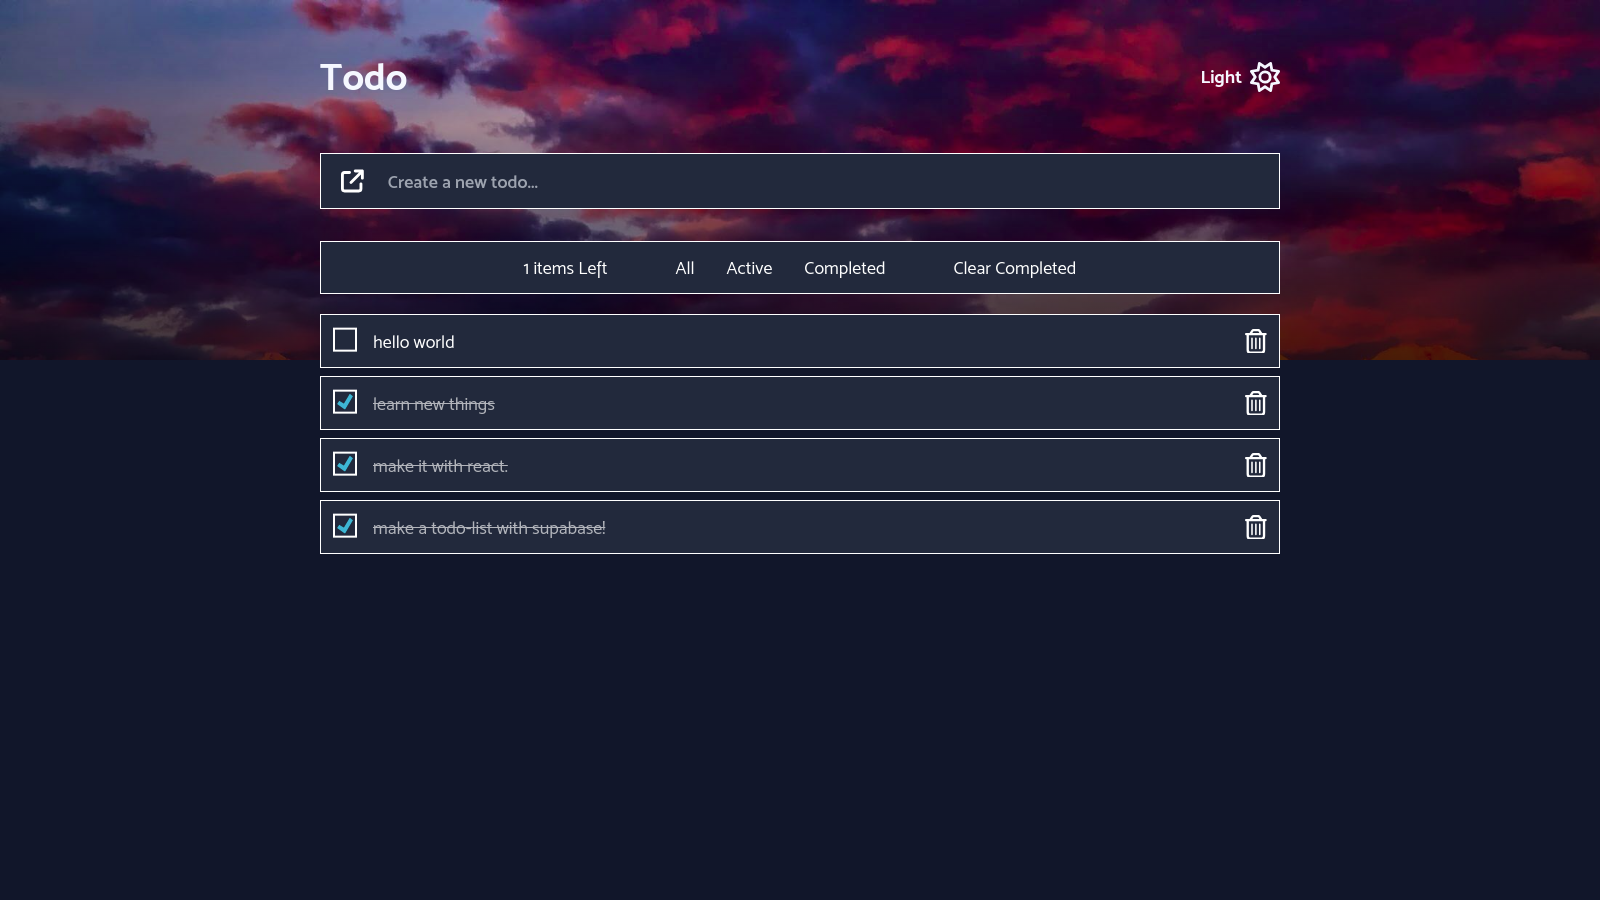 Todo
Light
Create a new todo...
1 items Left All Active Completed Clear Completed
hello world
learn new things
make it with react.
make a todo-list with supabase!